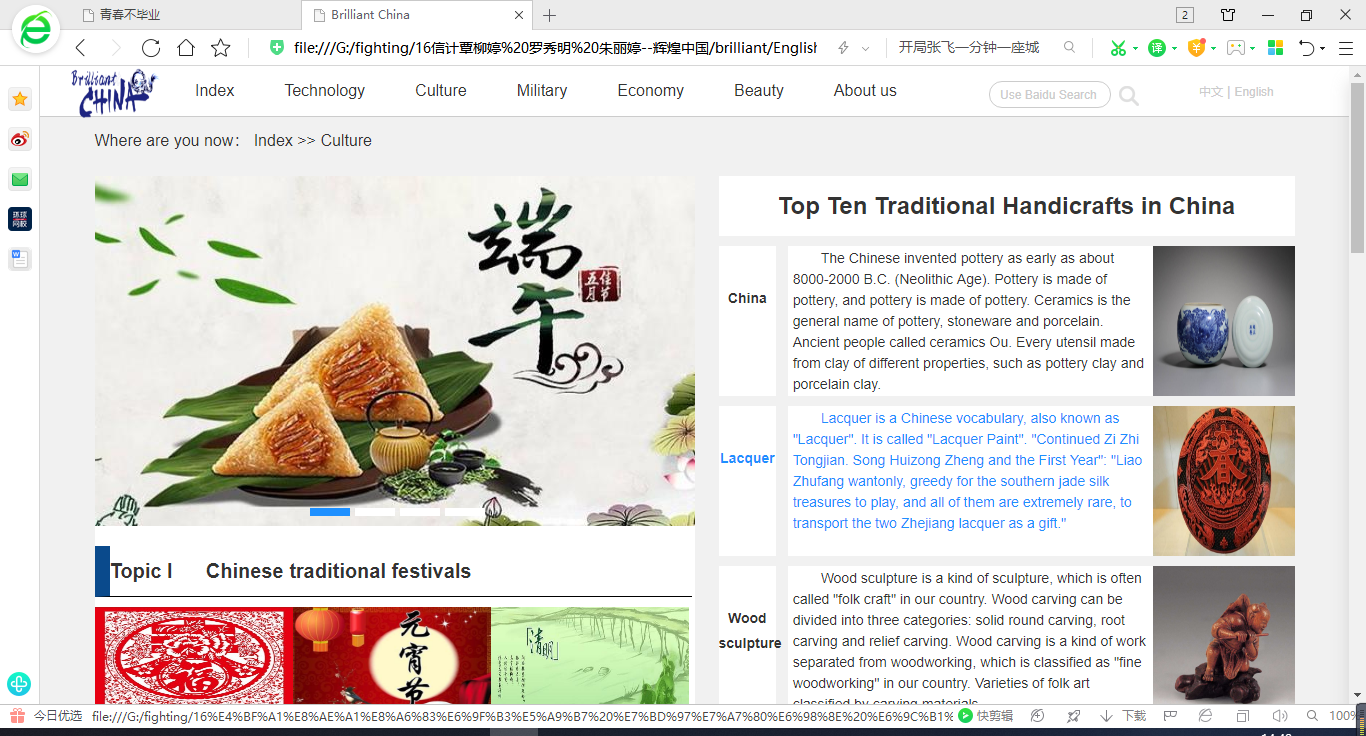 青春不毕业
Brilliant China
2
file:///G:/fighting/16信计覃柳婷%20罗秀明%20朱丽婷--辉煌中国/brilliant/English
开局张飞一分钟一座城
译
Brilliant
CHINA
Index
Technology
Culture
Military
Economy
Beauty
About us
Use Baidu Search
中文 | English
Where are you now： Index >> Culture
环球
网校
端午
五月
佳节
Top Ten Traditional Handicrafts in China
China
The Chinese invented pottery as early as about
8000-2000 B.C. (Neolithic Age). Pottery is made of
pottery, and pottery is made of pottery. Ceramics is the
general name of pottery, stoneware and porcelain.
Ancient people called ceramics Ou. Every utensil made
from clay of different properties, such as pottery clay and
porcelain clay.
Lacquer
Lacquer is a Chinese vocabulary, also known as
"Lacquer". It is called "Lacquer Paint". "Continued Zi Zhi
Tongjian. Song Huizong Zheng and the First Year": "Liao
Zhufang wantonly, greedy for the southern jade silk
treasures to play, and all of them are extremely rare, to
transport the two Zhejiang lacquer as a gift."
春
Topic I Chinese traditional festivals
福
元宵节
清明
Wood
sculpture
Wood sculpture is a kind of sculpture, which is often
called "folk craft" in our country. Wood carving can be
divided into three categories: solid round carving, root
carving and relief carving. Wood carving is a kind of work
separated from woodworking, which is classified as "fine
woodworking" in our country. Varieties of folk art
classified by carving materials
今日优选
file:///G:/fighting/16%E4%BF%A1%E8%AE%A1%E8%A6%83%E6%9F%B3%E5%A9%B7%20%E7%BD%97%E7%A7%80%E6%98%8E%20%E6%9C%B1%
快剪辑
下载
100%